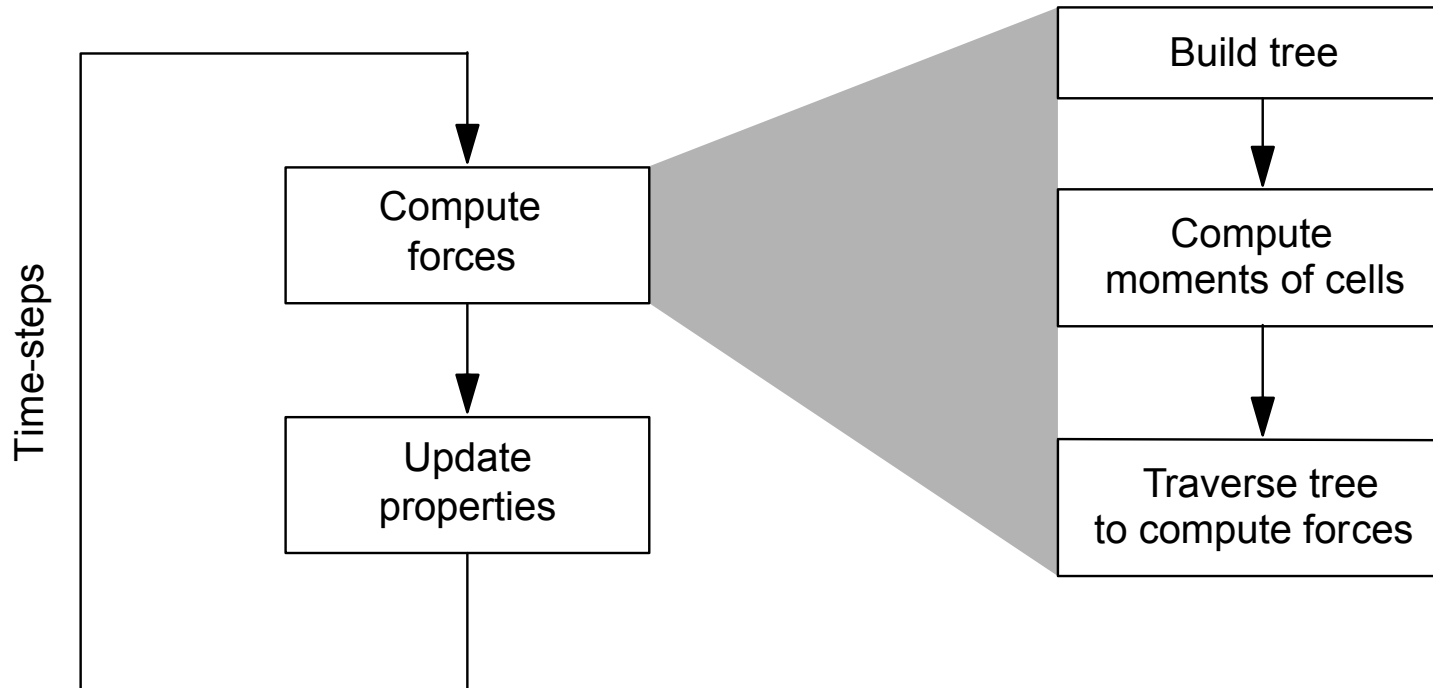 Time-steps
Compute
forces
Update
properties
Build tree
Compute
moments of cells
Traverse tree
to compute forces